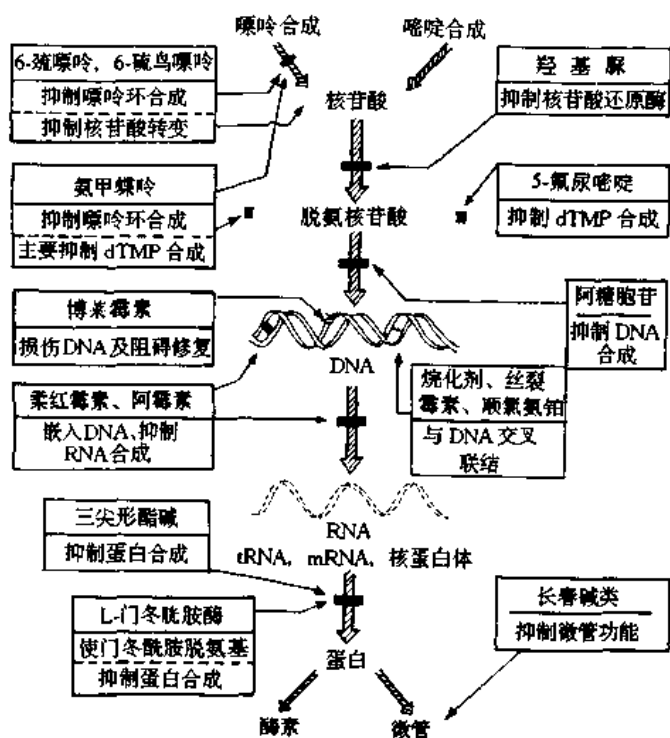 嘌呤合成
嘧啶合成
6-巯嘌呤，6-硫鸟嘌呤
抑制嘌呤环合成
抑制核苷酸转变
羟基脲
抑制核苷酸还原酶
核苷酸
氨甲蝶呤
抑制嘌呤环合成
主要抑制dTMP合成
5-氟尿嘧啶
抑制dTMP合成
脱氨核苷酸
博莱霉素
损伤DNA及阻碍修复
阿糖胞苷
抑制DNA
合成
DNA
柔红霉素、阿霉素
嵌入DNA、抑制
RNA合成
烷化剂、丝裂
霉素、顺氯氨铂
与DNA交叉
联结
三尖形酯碱
抑制蛋白合成
RNA
tRNA，mRNA，核蛋白体
L-门冬胱胺酶
使门冬酰胺脱氨基
抑制蛋白合成
长春碱类
抑制微管功能
蛋白
酶素
微管